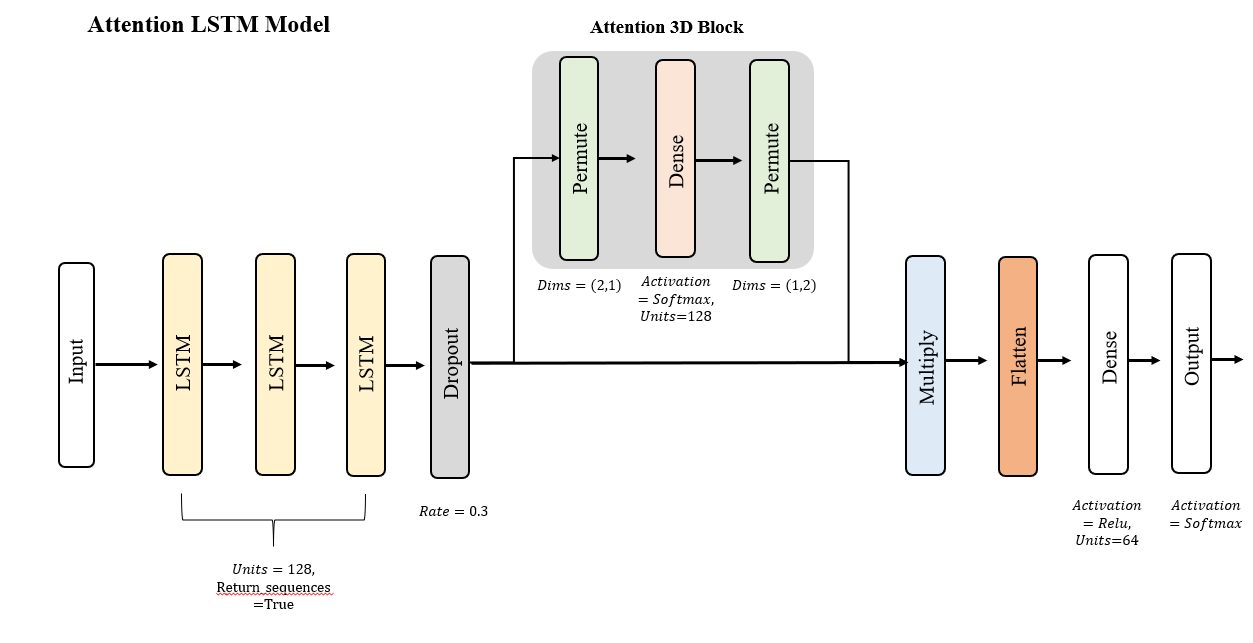 Attention LSTM Model
Attention 3D Block
Permute
Dense
Permute
Dims = (2,1)
Activation
= Softmax,
Units=128
Dims = (1,2)
Input
LSTM
LSTM
LSTM
Dropout
Multiply
Flatten
Dense
Output
Units = 128,
Return_sequences
=True
Rate = 0.3
Activation
= Relu,
Units=64
Activation
= Softmax